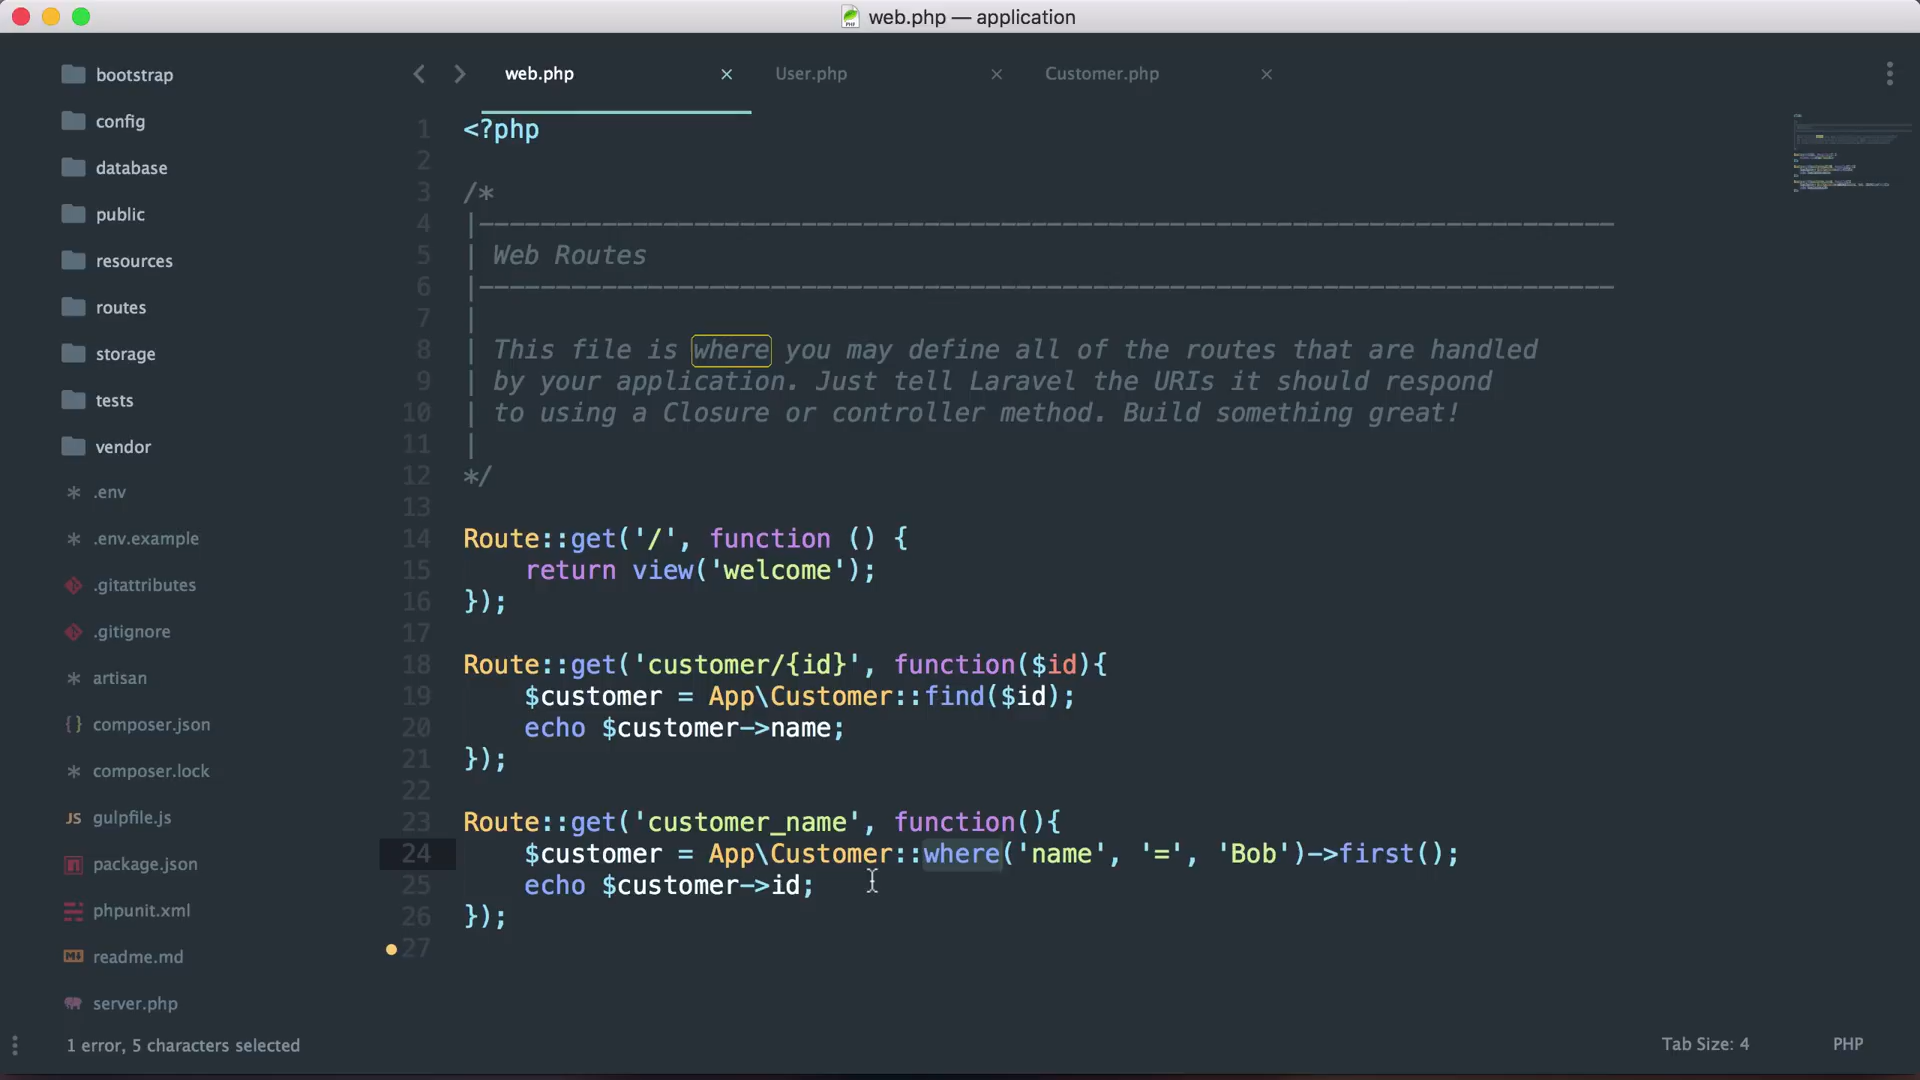 web.php — application
bootstrap
config
database
public
resources
routes
storage
tests
vendor
.env
.env.example
.gitattributes
.gitignore
artisan
composer.json
composer.lock
gulpfile.js
package.json
phpunit.xml
readme.md
server.php
web.php × User.php × Customer.php ×
1 <?php
2
3 /*
4 |--------------------------------------------------------------------------
5 | Web Routes
6 |--------------------------------------------------------------------------
7 |
8 | This file is where you may define all of the routes that are handled
9 | by your application. Just tell Laravel the URIs it should respond
10 | to using a Closure or controller method. Build something great!
11 |
12 */
13
14 Route::get('/', function () {
15     return view('welcome');
16 });
17
18 Route::get('customer/{id}', function($id){
19     $customer = App\Customer::find($id);
20     echo $customer->name;
21 });
22
23 Route::get('customer_name', function(){
24     $customer = App\Customer::where('name', '=', 'Bob')->first();
25     echo $customer->id;
26 });
27
1 error, 5 characters selected
Tab Size: 4
PHP